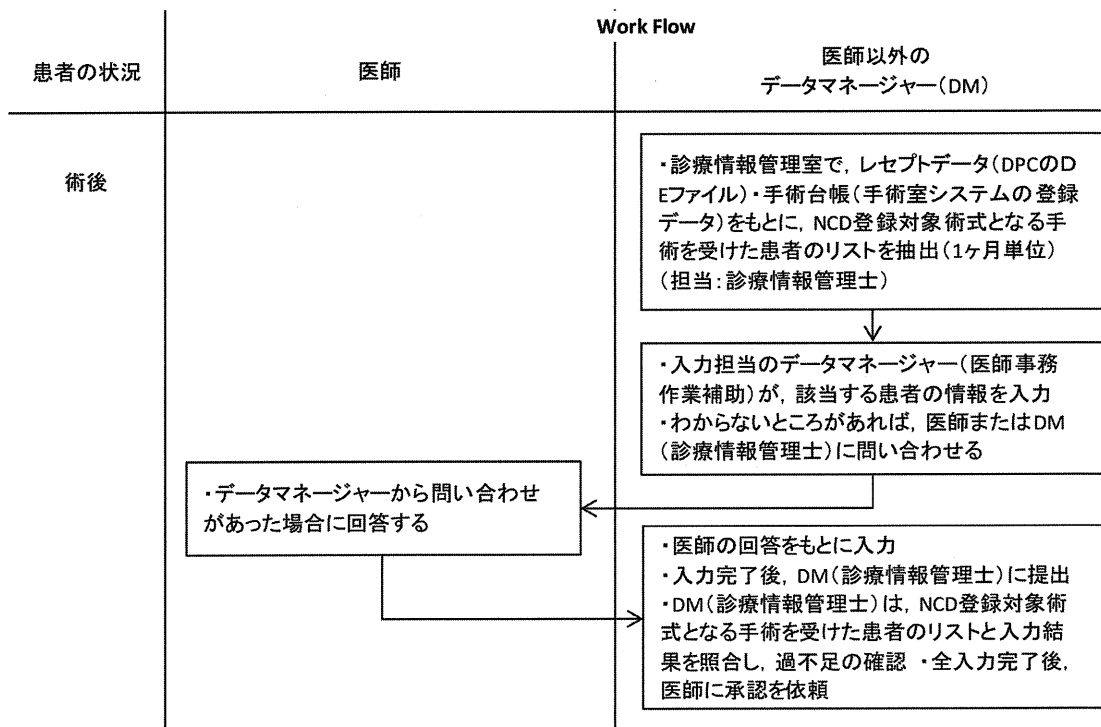 Work Flow
患者の状況
医師
医師以外の
データマネージャー(DM)
術後
・診療情報管理室で，レセプトデータ(DPCのD
Eファイル)・手術台帳(手術室システムの登録
データ)をもとに，NCD登録対象術式となる手
術を受けた患者のリストを抽出(1ヶ月単位)
(担当：診療情報管理士)
・入力担当のデータマネージャー(医師事務
作業補助)が，該当する患者の情報を入力
・わからないところがあれば，医師またはDM
(診療情報管理士)に問い合わせる
・データマネージャーから問い合わせ
があった場合に回答する
・医師の回答をもとに入力
・入力完了後，DM(診療情報管理士)に提出
・DM(診療情報管理士)は，NCD登録対象術
式となる手術を受けた患者のリストと入力結
果を照合し，過不足の確認 ・全入力完了後，
医師に承認を依頼